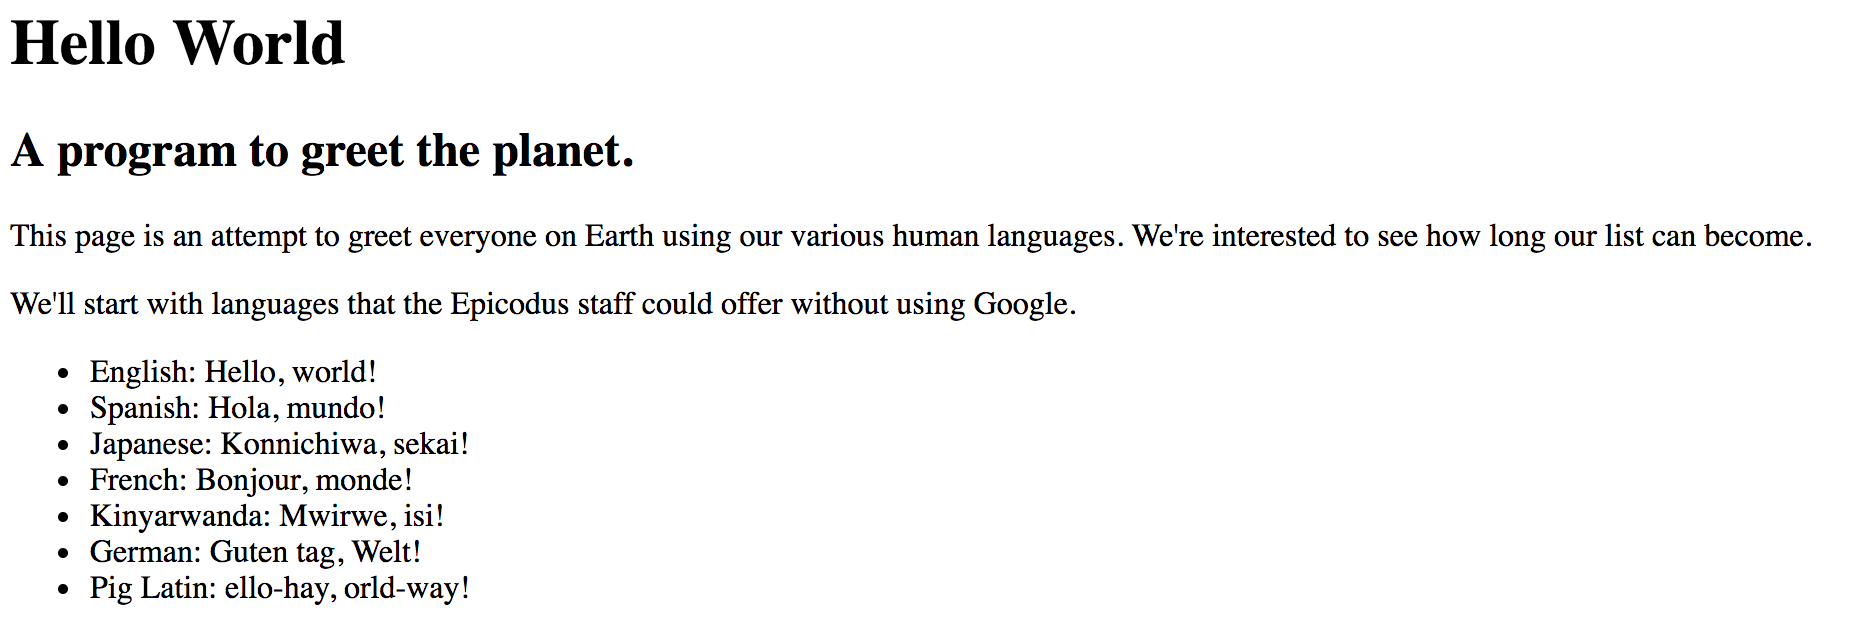 Hello World
A program to greet the planet.
This page is an attempt to greet everyone on Earth using our various human languages. We're interested to see how long our list can become.
We'll start with languages that the Epicodus staff could offer without using Google.
• English: Hello, world!
• Spanish: Hola, mundo!
• Japanese: Konnichiwa, sekai!
• French: Bonjour, monde!
• Kinyarwanda: Mwirwe, isi!
• German: Guten tag, Welt!
• Pig Latin: ello-hay, orld-way!